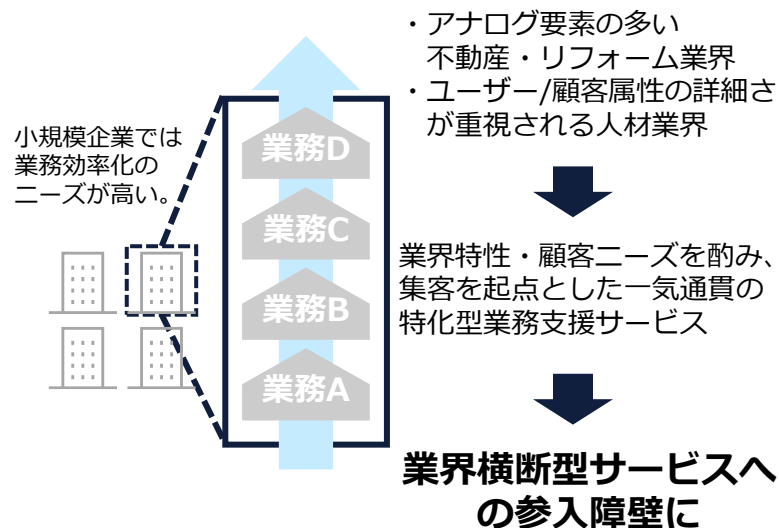 ・アナログ要素の多い
不動産・リフォーム業界
・ユーザー/顧客属性の詳細さ
が重視される人材業界
小規模企業では
業務効率化の
ニーズが高い。
業務D
業務C
業務B
業務A
業界特性・顧客ニーズを酌み、
集客を起点とした一気通貫の
特化型業務支援サービス
業界横断型サービスへ
の参入障壁に